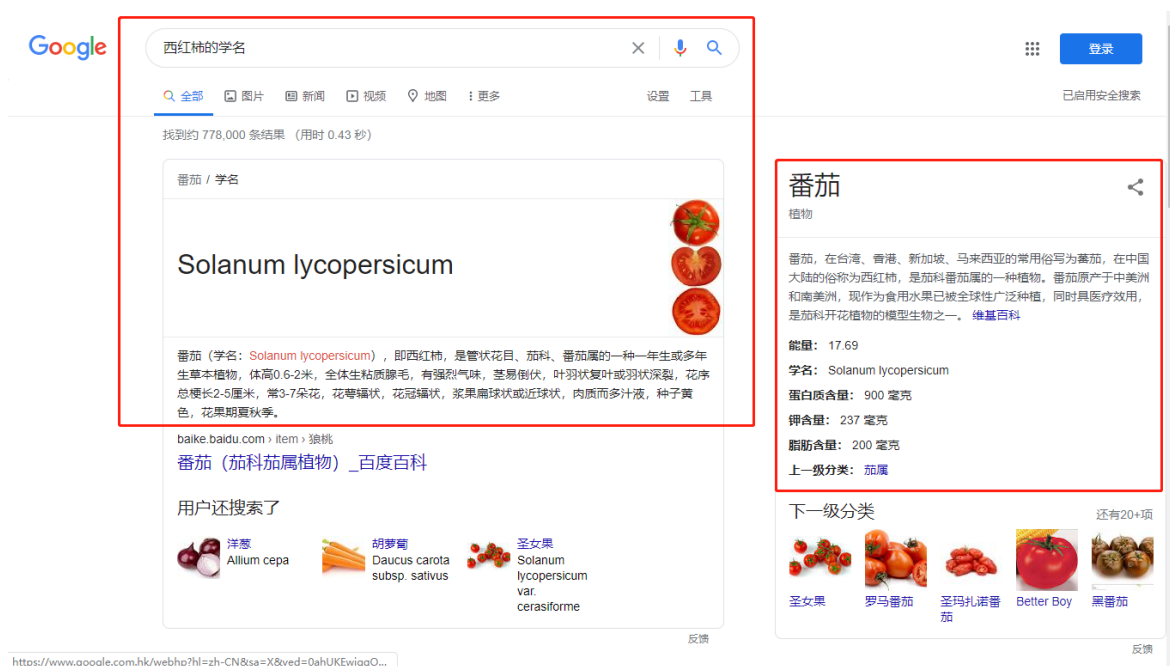 Google
西红柿的学名
登录
全部 图片 新闻 视频 地图 更多 设置 工具
已启用安全搜索
找到约 778,000 条结果 （用时 0.43 秒）
番茄 / 学名
Solanum lycopersicum
番茄（学名：Solanum lycopersicum），即西红柿，是管状花目、茄科、番茄属的一种一年生或多年
生草本植物，体高0.6-2米，全体生粘质腺毛，有强烈气味，茎易倒伏，叶羽状复叶或羽状深裂，花序
总梗长2-5厘米，常3-7朵花，花萼辐状，花冠辐状，浆果扁球状或近球状，肉质而多汁液，种子黄
色，花果期夏秋季。
baike.baidu.com › item › 狼桃
番茄（茄科茄属植物）_百度百科
用户还搜索了
洋葱
Allium cepa
胡萝蔔
Daucus carota
subsp. sativus
圣女果
Solanum
lycopersicum
var.
cerasiforme
反馈
番茄
植物
番茄，在台湾、香港、新加坡、马来西亚的常用俗写为蕃茄，在中国
大陆的俗称为西红柿，是茄科番茄属的一种植物。番茄原产于中美洲
和南美洲，现作为食用水果已被全球性广泛种植，同时具医疗效用，
是茄科开花植物的模型生物之一。 维基百科
能量： 17.69
学名： Solanum lycopersicum
蛋白质含量： 900 毫克
钾含量： 237 毫克
脂肪含量： 200 毫克
上一级分类： 茄属
下一级分类
还有20+项
圣女果
罗马番茄
圣玛扎诺番
茄
Better Boy
黑番茄
反馈
https://www.google.com.hk/webhp?hl=zh-CN&sa=X&ved=0ahUKEwiqqO...